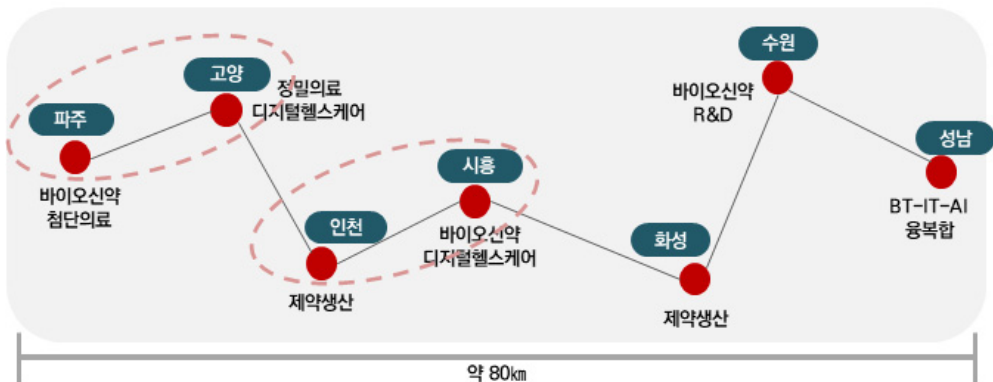 파주
바이오신약
첨단의료
고양
정밀의료
디지털헬스케어
인천
제약생산
시흥
바이오신약
디지털헬스케어
화성
제약생산
수원
바이오신약
R&D
성남
BT-IT-AI
융복합
약 80㎞